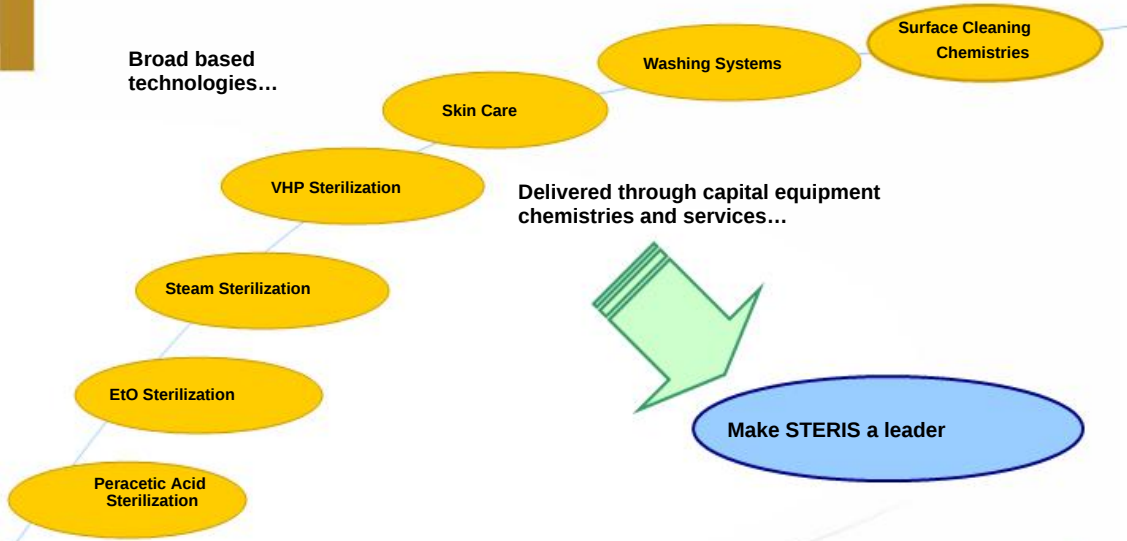 Broad based
technologies…
Surface Cleaning
Chemistries
Washing Systems
Skin Care
VHP Sterilization
Delivered through capital equipment
chemistries and services…
Steam Sterilization
EtO Sterilization
Make STERIS a leader
Peracetic Acid
Sterilization